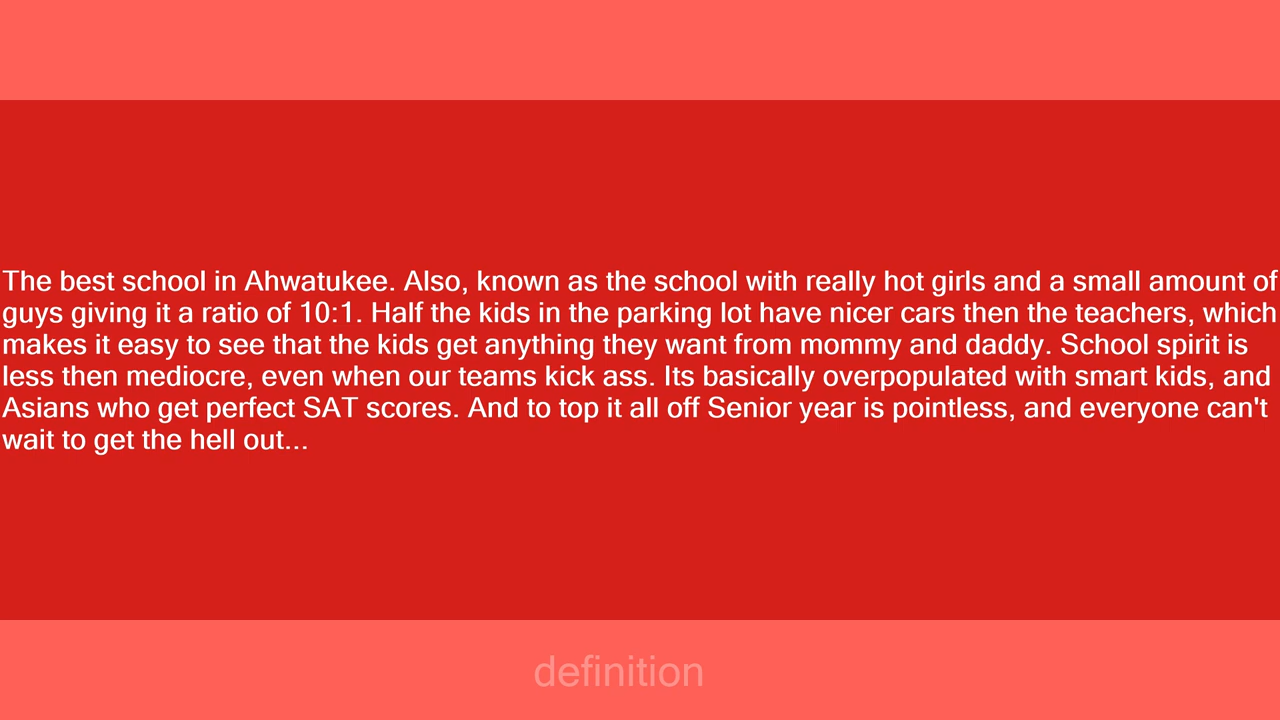 The best school in Ahwatukee. Also, known as the school with really hot girls and a small amount of
guys giving it a ratio of 10:1. Half the kids in the parking lot have nicer cars then the teachers, which
makes it easy to see that the kids get anything they want from mommy and daddy. School spirit is
less then mediocre, even when our teams kick ass. Its basically overpopulated with smart kids, and
Asians who get perfect SAT scores. And to top it all off Senior year is pointless, and everyone can't
wait to get the hell out...
definition